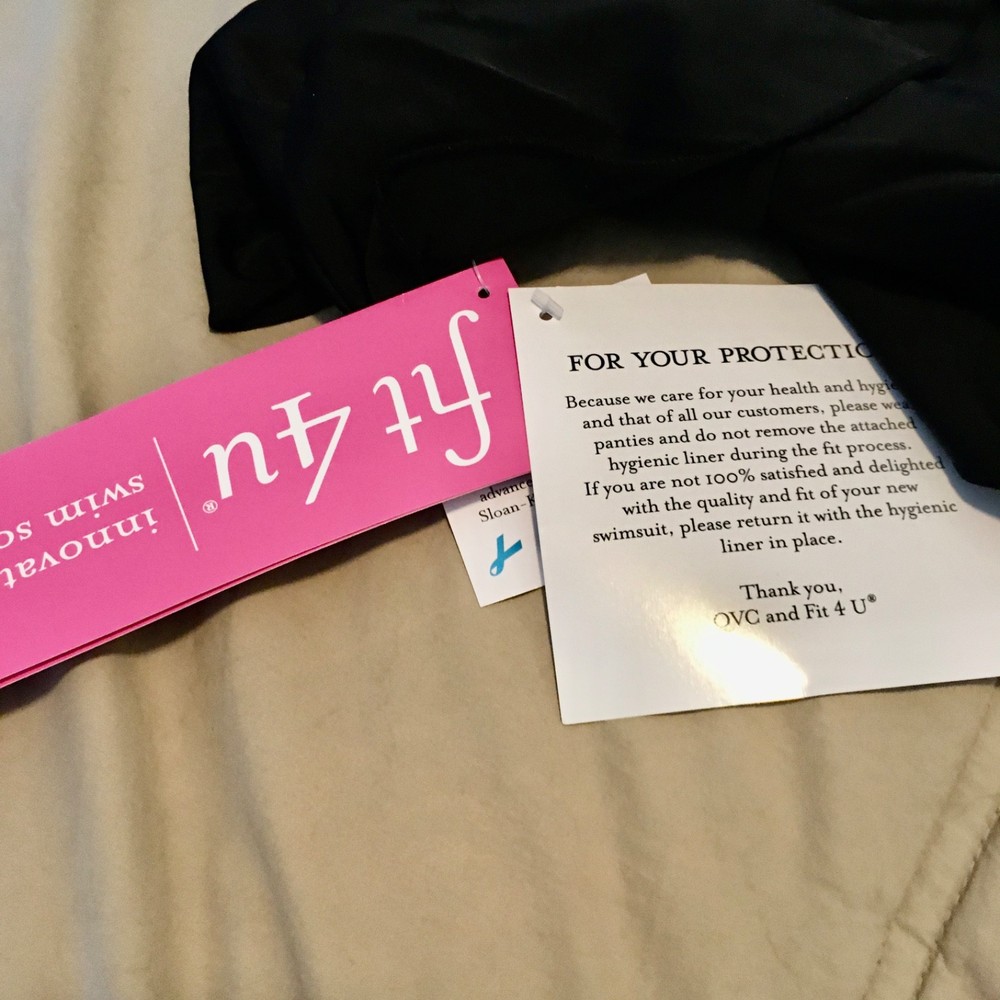 fit 4u®
innovat
swim so
advance
Sloan-K
FOR YOUR PROTECTIO
Because we care for your health and hygie
and that of all our customers, please wea
panties and do not remove the attached
hygienic liner during the fit process.
If you are not 100% satisfied and delighted
with the quality and fit of your new
swimsuit, please return it with the hygienic
liner in place.
Thank you,
QVC and Fit 4 U®